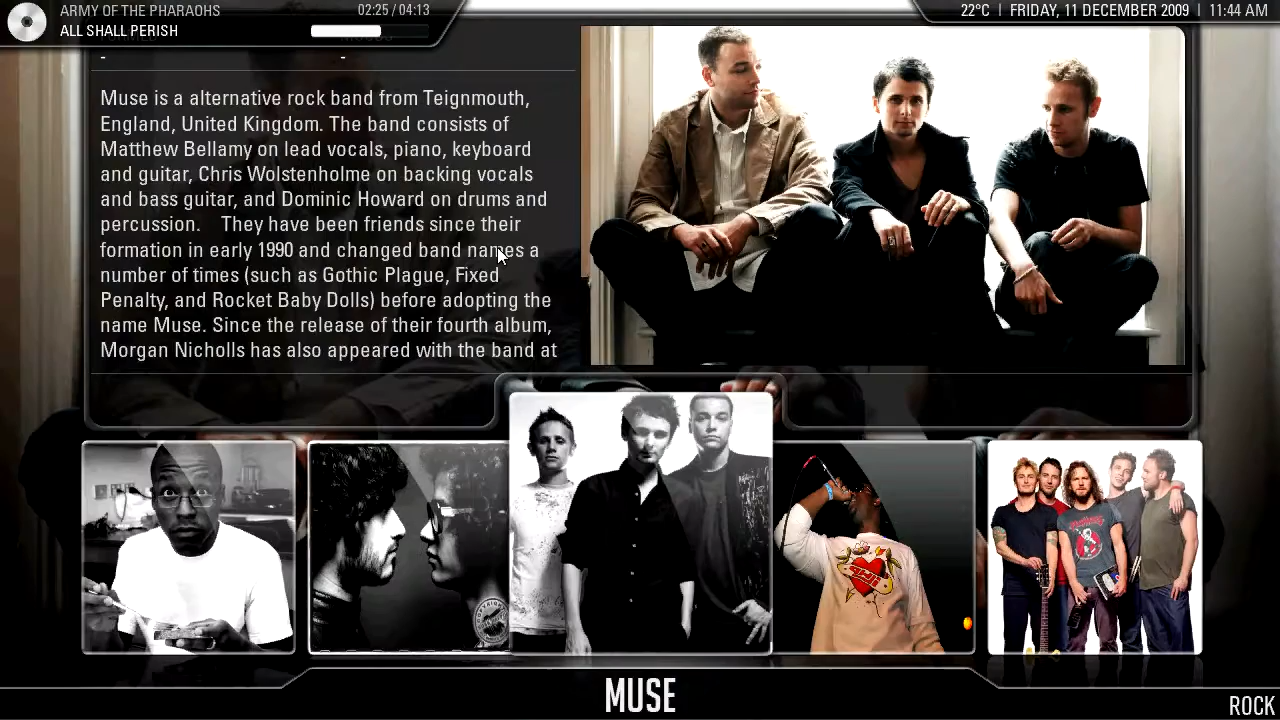 ARMY OF THE PHARAOHS
02:25 / 04:13
ALL SHALL PERISH
22°C | FRIDAY, 11 DECEMBER 2009 | 11:44 AM
- -
Muse is a alternative rock band from Teignmouth,
England, United Kingdom. The band consists of
Matthew Bellamy on lead vocals, piano, keyboard
and guitar, Chris Wolstenholme on backing vocals
and bass guitar, and Dominic Howard on drums and
percussion. They have been friends since their
formation in early 1990 and changed band names a
number of times (such as Gothic Plague, Fixed
Penalty, and Rocket Baby Dolls) before adopting the
name Muse. Since the release of their fourth album,
Morgan Nicholls has also appeared with the band at
MUSE
ROCK